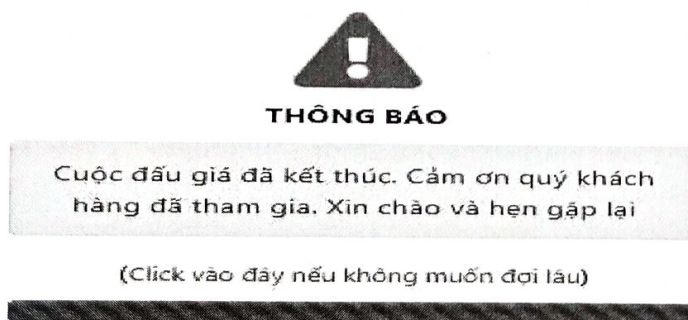 THÔNG BÁO
Cuộc đấu giá đã kết thúc. Cảm ơn quý khách
hàng đã tham gia. Xin chào và hẹn gặp lại
(Click vào đây nếu không muốn đợi lâu)